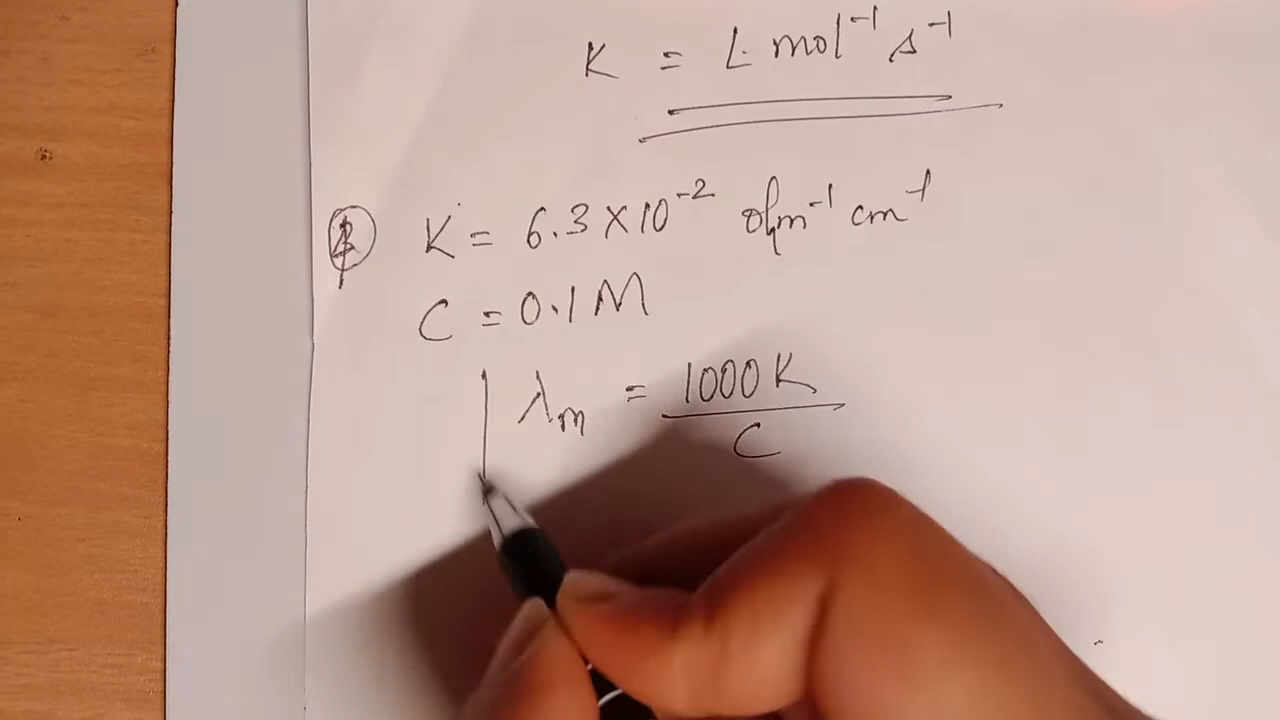 K = L mol⁻¹ s⁻¹
K = 6.3 × 10⁻² ohm⁻¹ cm⁻¹
C = 0.1 M
λm = 1000 K
C